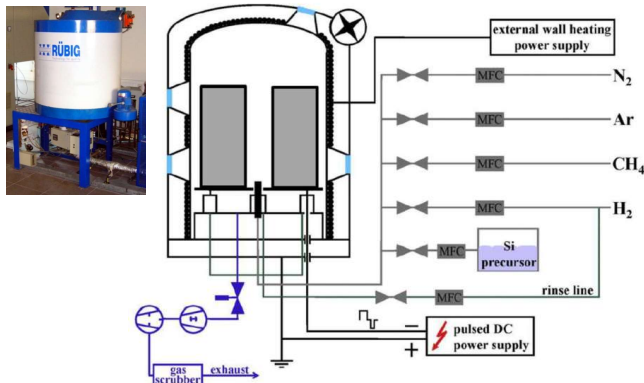 RÜBIG
external wall heating
power supply
MFC
N₂
MFC
Ar
MFC
CH₄
MFC
H₂
MFC
Si
precursor
MFC
rinse line
pulsed DC
power supply
−
+
gas
scrubber
exhaust